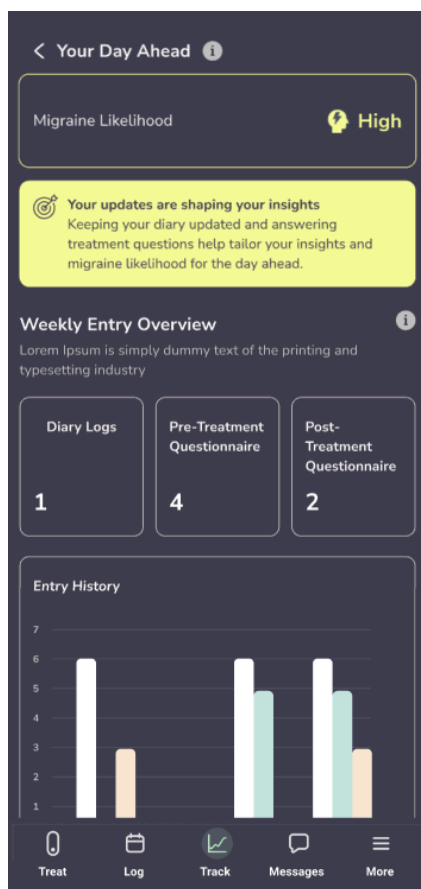 Your Day Ahead i
Migraine Likelihood
High
Your updates are shaping your insights
Keeping your diary updated and answering
treatment questions help tailor your insights and
migraine likelihood for the day ahead.
Weekly Entry Overview i
Lorem Ipsum is simply dummy text of the printing and
typesetting industry
Diary Logs
1
Pre-Treatment
Questionnaire
4
Post-
Treatment
Questionnaire
2
Entry History
7
6
5
4
3
2
1
Treat
Log
Track
Messages
More